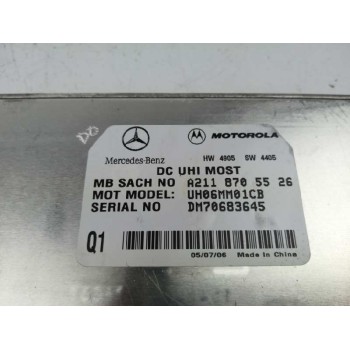 MOTOROLA
Mercedes-Benz
HW 4905 SW 4405
DC UHI MOST
MB SACH NO A211 870 55 26
MOT MODEL: UH06MM01CB
SERIAL NO DM70683645
Q1
05/07/06 Made In China